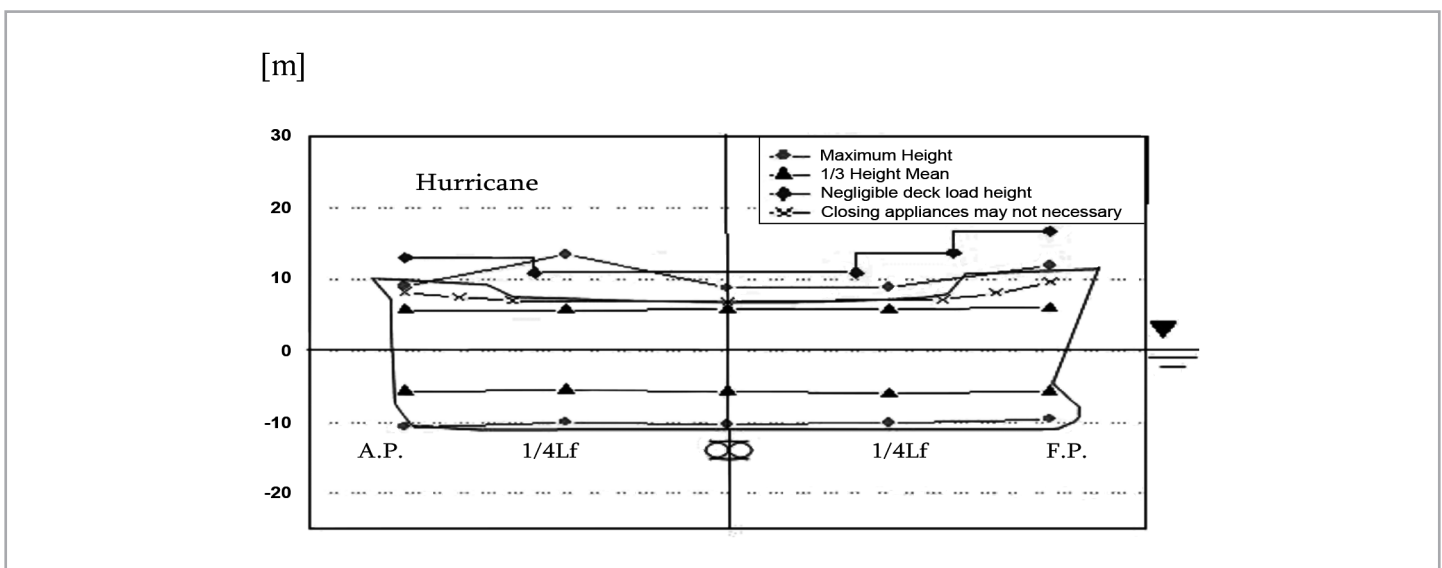 [m]
30
Hurricane
Maximum Height
1/3 Height Mean
Negligible deck load height
Closing appliances may not necessary
20
10
0
-10
A.P.
1/4Lf
1/4Lf
F.P.
-20